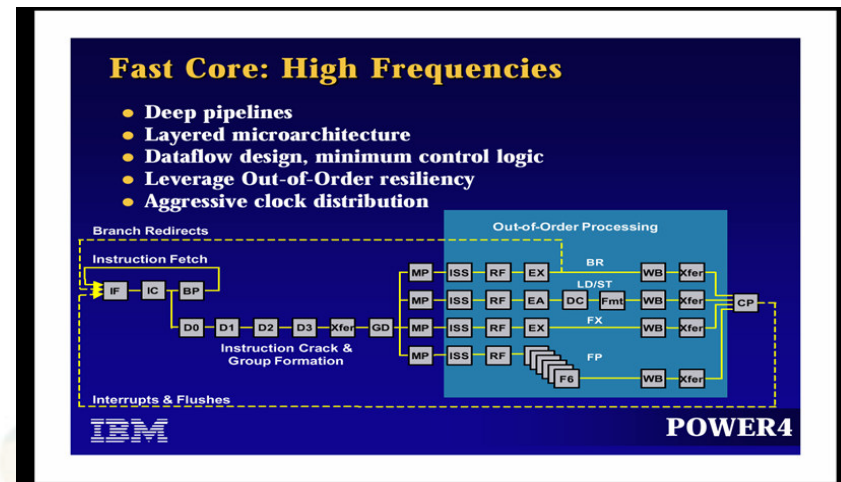 Fast Core: High Frequencies
Deep pipelines
Layered microarchitecture
Dataflow design, minimum control logic
Leverage Out-of-Order resiliency
Aggressive clock distribution
Branch Redirects
Out-of-Order Processing
Instruction Fetch
BR
MP ISS RF EX WB Xfer
LD/ST
IF IC BP
MP ISS RF EA DC Fmt WB Xfer CP
D0 D1 D2 D3 Xfer GD MP ISS RF EX FX WB Xfer
Instruction Crack &
Group Formation
MP ISS RF FP
F6 WB Xfer
Interrupts & Flushes
IBM
POWER4